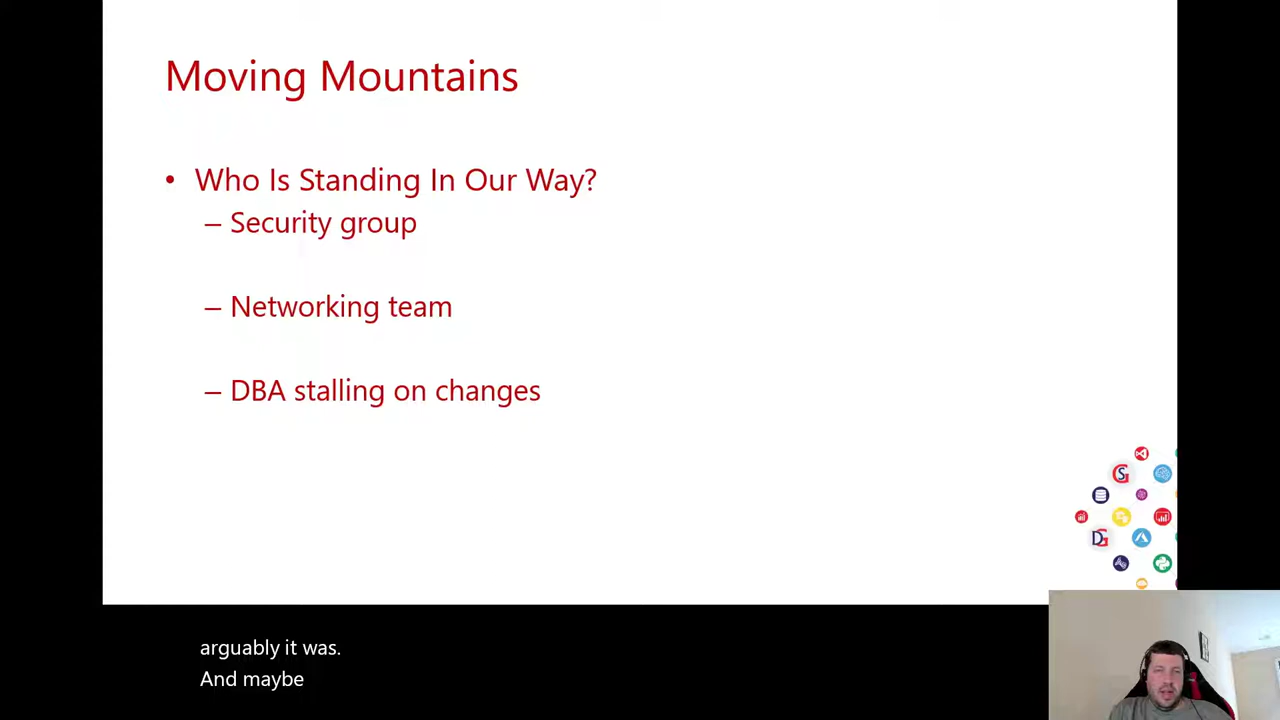 Moving Mountains
• Who Is Standing In Our Way?
– Security group
– Networking team
– DBA stalling on changes
arguably it was.
And maybe